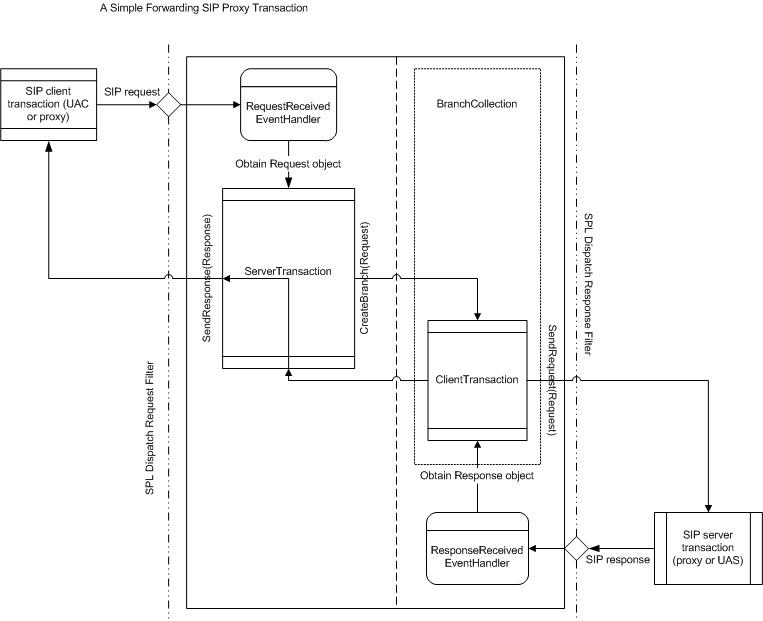 A Simple Forwarding SIP Proxy Transaction
SIP client
transaction (UAC
or proxy)
SIP request
RequestReceived
EventHandler
BranchCollection
Obtain Request object
ServerTransaction
SendResponse(Response)
CreateBranch(Request)
SPL Dispatch Response Filter
SPL Dispatch Request Filter
ClientTransaction
SendRequest(Request)
Obtain Response object
ResponseReceived
EventHandler
SIP response
SIP server
transaction
(proxy or UAS)